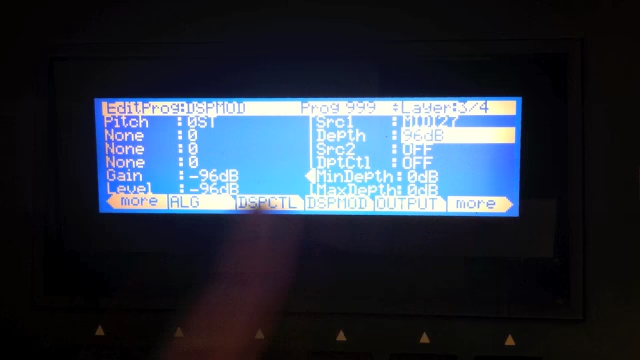 EditProg:DSPMOD Prog 999 Layer:3/4
Pitch :0ST Src1 :MIDI27
None :0 Depth :96dB
None :0 Src2 :OFF
None :0 DptCtl :OFF
Gain :-96dB MinDepth:0dB
Level :-96dB MaxDepth:0dB
more ALG DSPCTL DSPMOD OUTPUT more